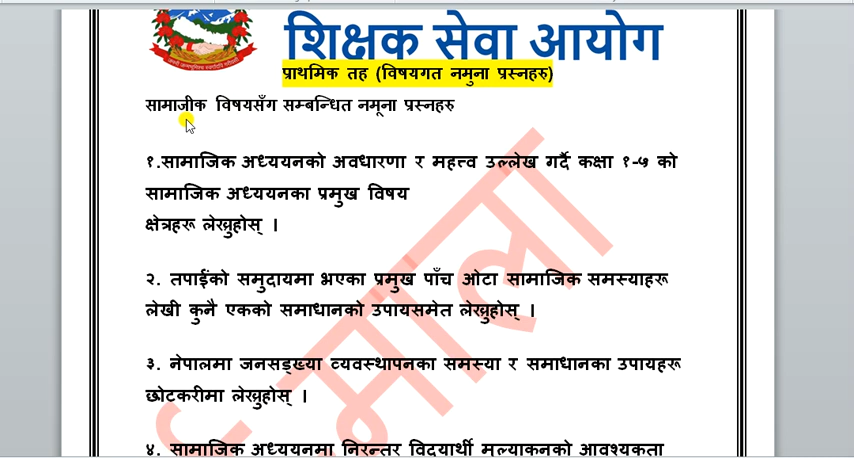 शिक्षक सेवा आयोग
प्राथमिक तह (विषयगत नमुना प्रस्नहरु)
सामाजीक विषयसँग सम्बन्धित नमूना प्रस्नहरु
१.सामाजिक अध्ययनको अवधारणा र महत्त्व उल्लेख गर्दै कक्षा १-५ को
सामाजिक अध्ययनका प्रमुख विषय
क्षेत्रहरू लेख्नुहोस् ।
२. तपाईंको समुदायमा भएका प्रमुख पाँच ओटा सामाजिक समस्याहरू
लेखी कुनै एकको समाधानको उपायसमेत लेख्नुहोस् ।
३. नेपालमा जनसङ्ख्या व्यवस्थापनका समस्या र समाधानका उपायहरू
छोटकरीमा लेख्नुहोस् ।
४. सामाजिक अध्ययनमा निरन्तर विद्यार्थी मूल्याकनको आवश्यकता
माला